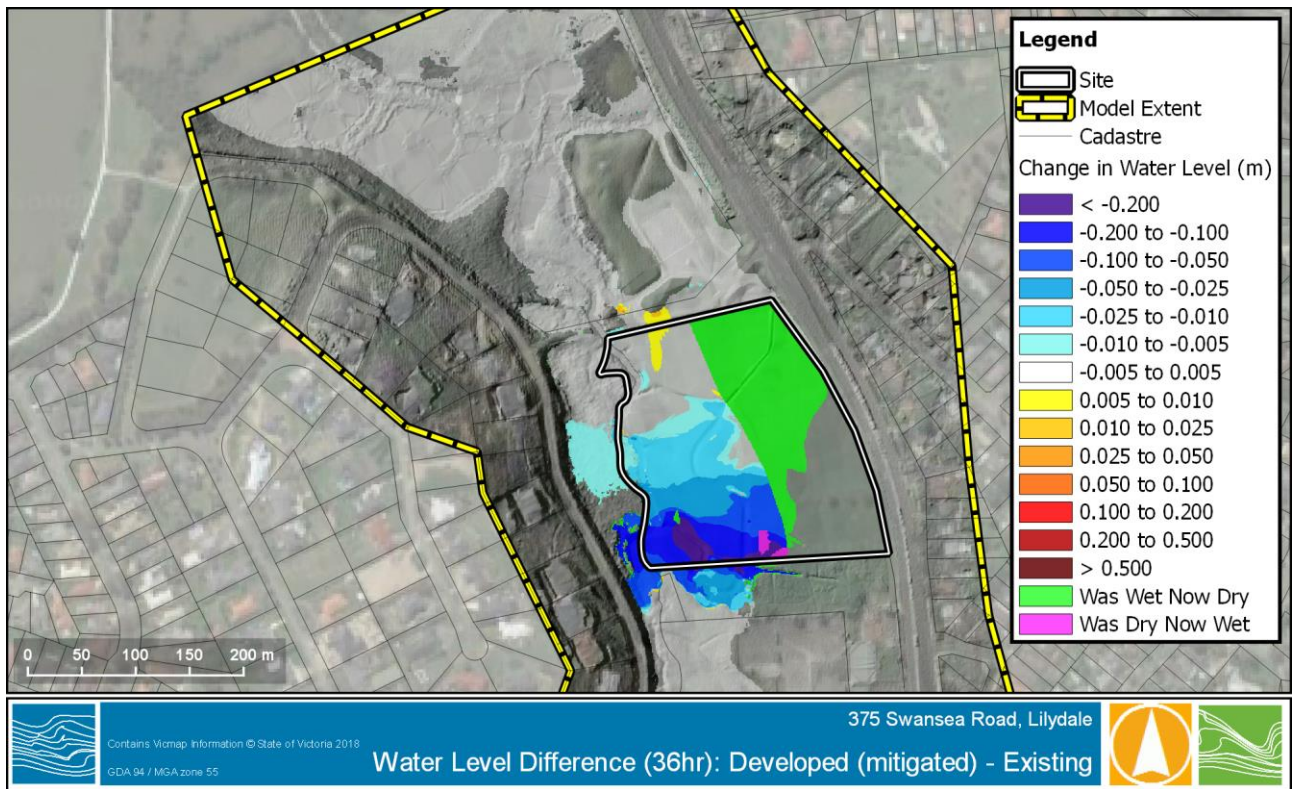 Legend
Site
Model Extent
Cadastre
Change in Water Level (m)
< -0.200
-0.200 to -0.100
-0.100 to -0.050
-0.050 to -0.025
-0.025 to -0.010
-0.010 to -0.005
-0.005 to 0.005
0.005 to 0.010
0.010 to 0.025
0.025 to 0.050
0.050 to 0.100
0.100 to 0.200
0.200 to 0.500
> 0.500
Was Wet Now Dry
Was Dry Now Wet
0 50 100 150 200 m
375 Swansea Road, Lilydale
Contains Vicmap Information © State of Victoria 2018
Water Level Difference (36hr): Developed (mitigated) - Existing
GDA 94 / MGA zone 55